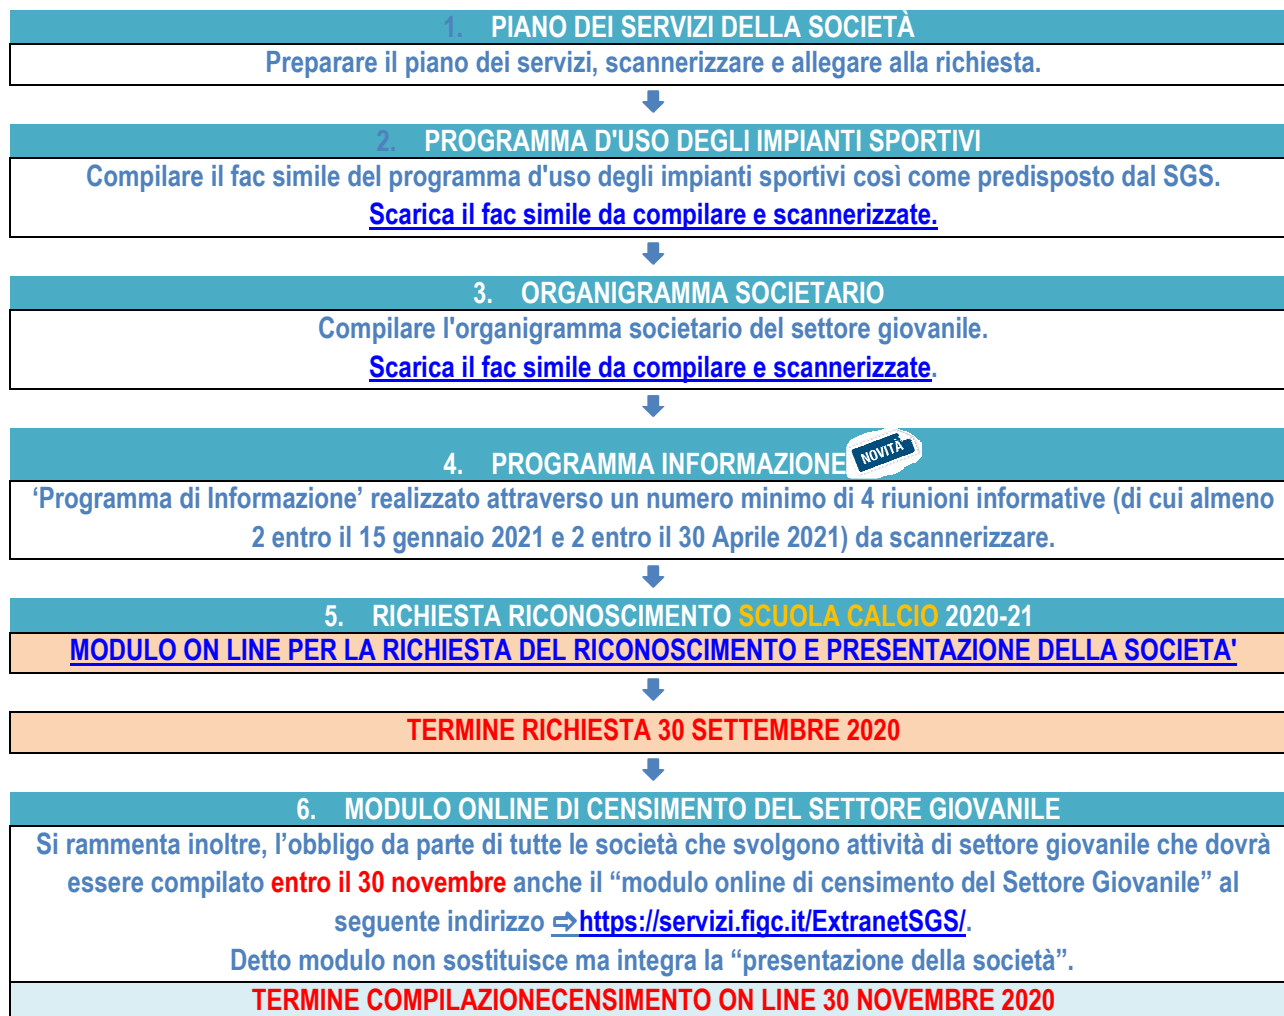 1. PIANO DEI SERVIZI DELLA SOCIETÀ
Preparare il piano dei servizi, scannerizzare e allegare alla richiesta.
2. PROGRAMMA D'USO DEGLI IMPIANTI SPORTIVI
Compilare il fac simile del programma d'uso degli impianti sportivi così come predisposto dal SGS.
Scarica il fac simile da compilare e scannerizzate.
3. ORGANIGRAMMA SOCIETARIO
Compilare l'organigramma societario del settore giovanile.
Scarica il fac simile da compilare e scannerizzate.
4. PROGRAMMA INFORMAZIONE NOVITÀ
‘Programma di Informazione’ realizzato attraverso un numero minimo di 4 riunioni informative (di cui almeno
2 entro il 15 gennaio 2021 e 2 entro il 30 Aprile 2021) da scannerizzare.
5. RICHIESTA RICONOSCIMENTO SCUOLA CALCIO 2020-21
MODULO ON LINE PER LA RICHIESTA DEL RICONOSCIMENTO E PRESENTAZIONE DELLA SOCIETA'
TERMINE RICHIESTA 30 SETTEMBRE 2020
6. MODULO ONLINE DI CENSIMENTO DEL SETTORE GIOVANILE
Si rammenta inoltre, l’obbligo da parte di tutte le società che svolgono attività di settore giovanile che dovrà
essere compilato entro il 30 novembre anche il “modulo online di censimento del Settore Giovanile” al
seguente indirizzo ⇨https://servizi.figc.it/ExtranetSGS/.
Detto modulo non sostituisce ma integra la “presentazione della società”.
TERMINE COMPILAZIONECENSIMENTO ON LINE 30 NOVEMBRE 2020